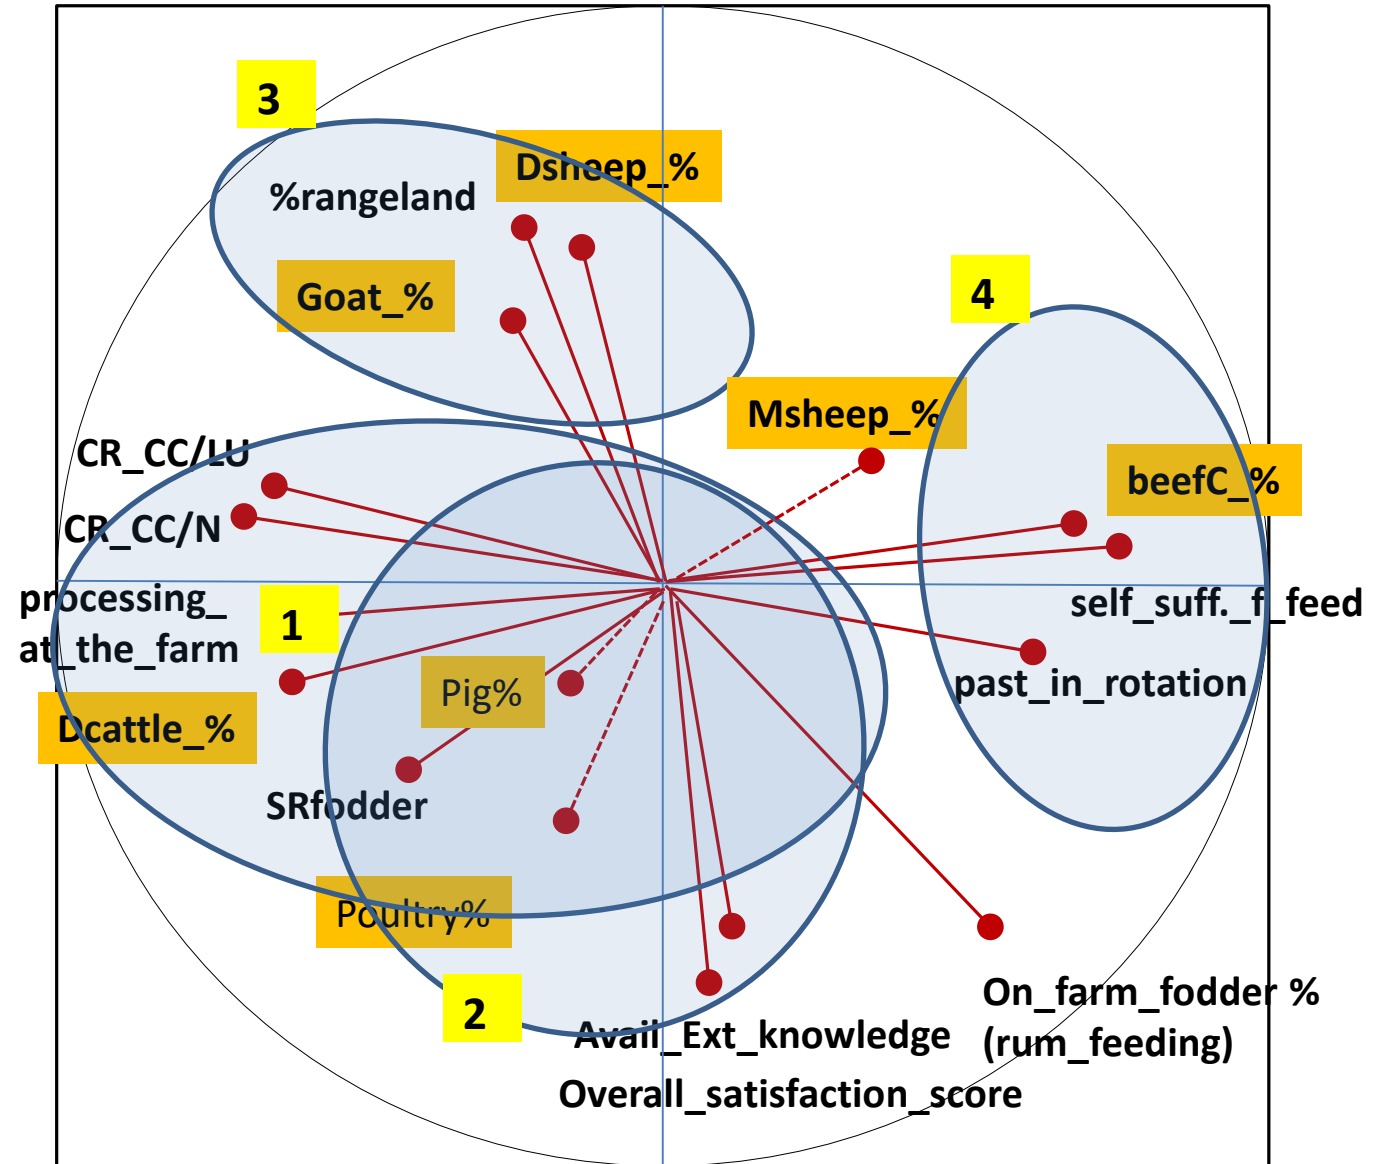 3
Dsheep_%
%rangeland
Goat_%
4
Msheep_%
CR_CC/LU
beefC_%
CR_CC/N
processing_
at_the_farm
1
self_suff._f_feed
Pig%
past_in_rotation
Dcattle_%
SRfodder
Poultry%
2
On_farm_fodder %
(rum_feeding)
Avail_Ext_knowledge
Overall_satisfaction_score